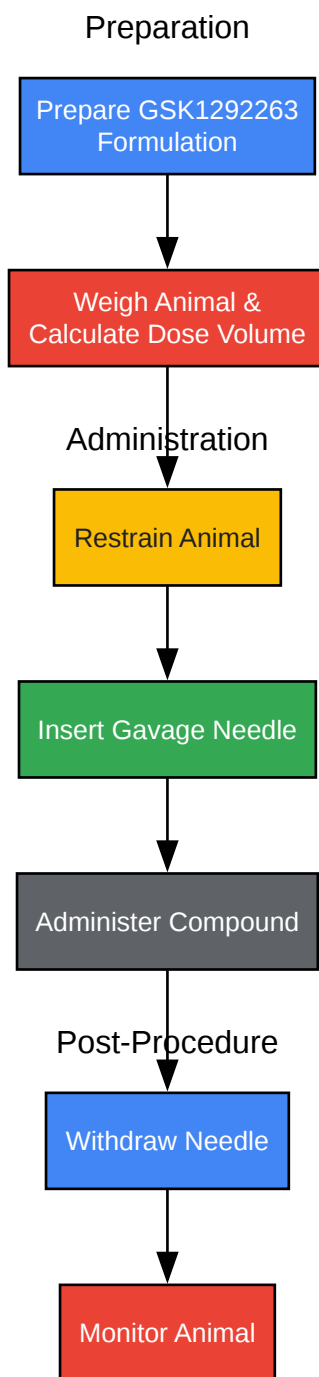 Preparation
Prepare GSK1292263
Formulation
Weigh Animal &
Calculate Dose Volume
Administration
Restrain Animal
Insert Gavage Needle
Administer Compound
Post-Procedure
Withdraw Needle
Monitor Animal